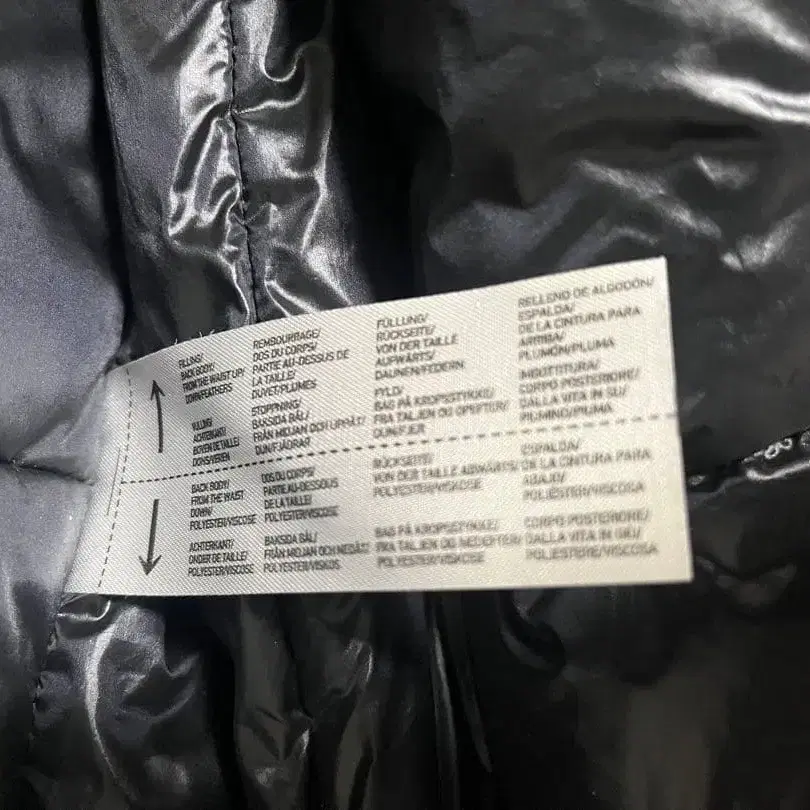 FILLING/
BACK BODY/
FROM THE WAIST UP/
DOWN/FEATHERS
REMBOURRAGE/
DOS DU CORPS/
PARTIE AU-DESSUS DE
LA TAILLE/
DUVET/PLUMES
FÜLLUNG/
RÜCKSEITE/
VON DER TAILLE
AUFWÄRTS/
DAUNEN/FEDERN
RELLENO DE ALGODÓN/
ESPALDA/
DE LA CINTURA PARA
ARRIBA/
PLUMÓN/PLUMA
VULLING/
ACHTERKANT/
BOVEN DE TAILLE/
DONS/VEREN
STOPPNING/
BAKSIDA BÅL/
FRÅN MIDJAN OCH UPPÅT/
DUN/FJÄDRAR
FYLD/
BAG PÅ KROPSSTYKKE/
FRA TALJEN OG OPEFTER/
DUN/FJER
IMBOTTITURA/
CORPO POSTERIORE/
DALLA VITA IN SU/
PIUMINO/PIUMA
BACK BODY/
FROM THE WAIST
DOWN/
POLYESTER/VISCOSE
DOS DU CORPS/
PARTIE AU-DESSOUS
DE LA TAILLE/
POLYESTER/VISCOSE
RÜCKSEITE/
VON DER TAILLE ABWÄRTS/
POLYESTER/VISKOSE
ESPALDA/
DE LA CINTURA PARA
ABAJO/
POLIÉSTER/VISCOSA
ACHTERKANT/
ONDER DE TAILLE/
POLYESTER/VISCOSE
BAKSIDA BÅL/
FRÅN MIDJAN OCH NEDÅT/
POLYESTER/VISKOS
BAG PÅ KROPSSTYKKE/
FRA TALJEN OG NEDEFTER/
POLYESTER/VISKOSE
CORPO POSTERIORE/
DALLA VITA IN GIÙ/
POLIESTERE/VISCOSA